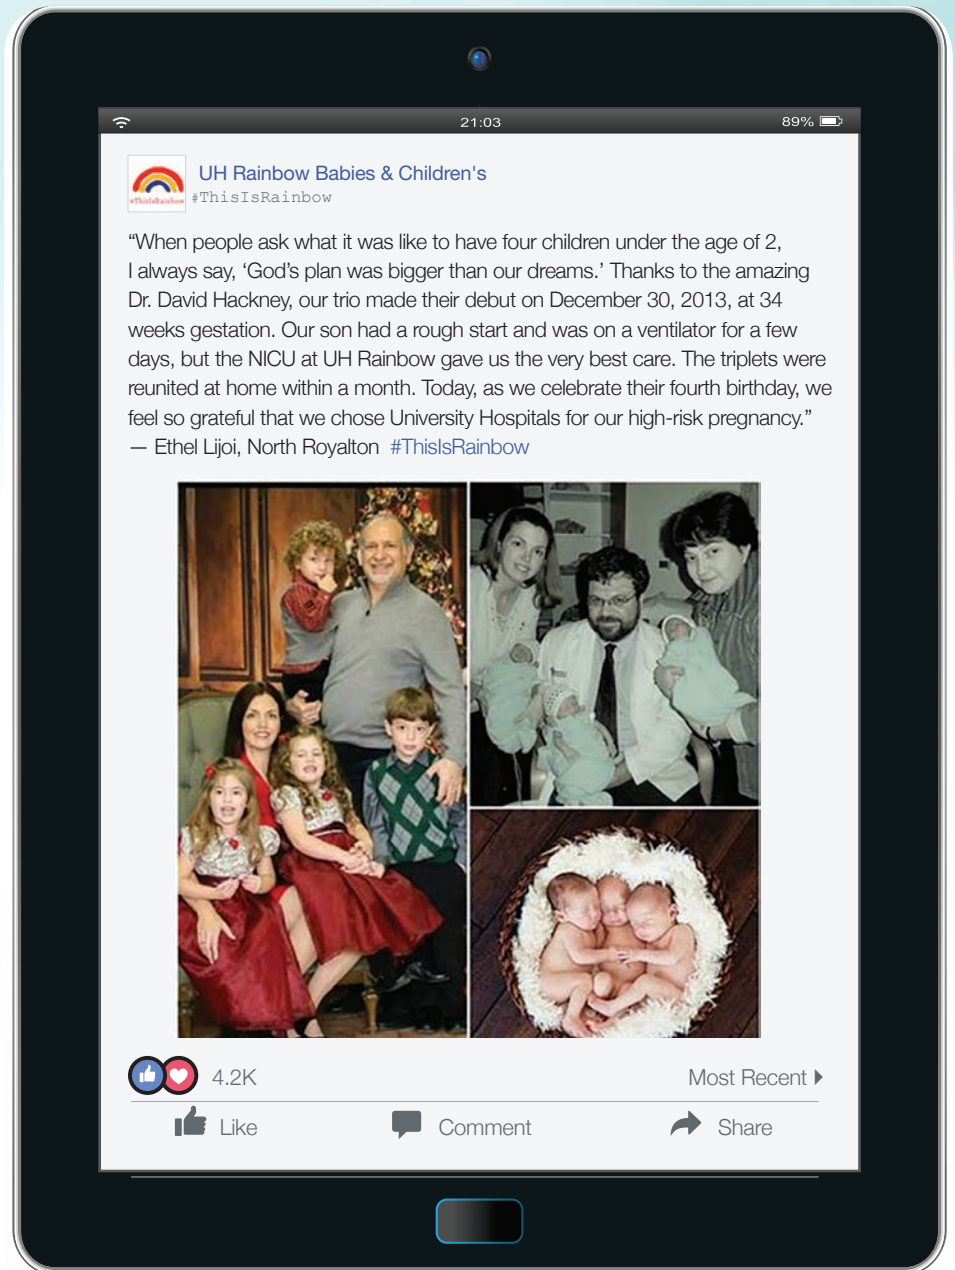 21:03
89%
#ThisIsRainbow
UH Rainbow Babies & Children's
#ThisIsRainbow
“When people ask what it was like to have four children under the age of 2,
I always say, ‘God’s plan was bigger than our dreams.’ Thanks to the amazing
Dr. David Hackney, our trio made their debut on December 30, 2013, at 34
weeks gestation. Our son had a rough start and was on a ventilator for a few
days, but the NICU at UH Rainbow gave us the very best care. The triplets were
reunited at home within a month. Today, as we celebrate their fourth birthday, we
feel so grateful that we chose University Hospitals for our high-risk pregnancy.”
— Ethel Lijoi, North Royalton #ThisIsRainbow
4.2K
Most Recent
Like
Comment
Share